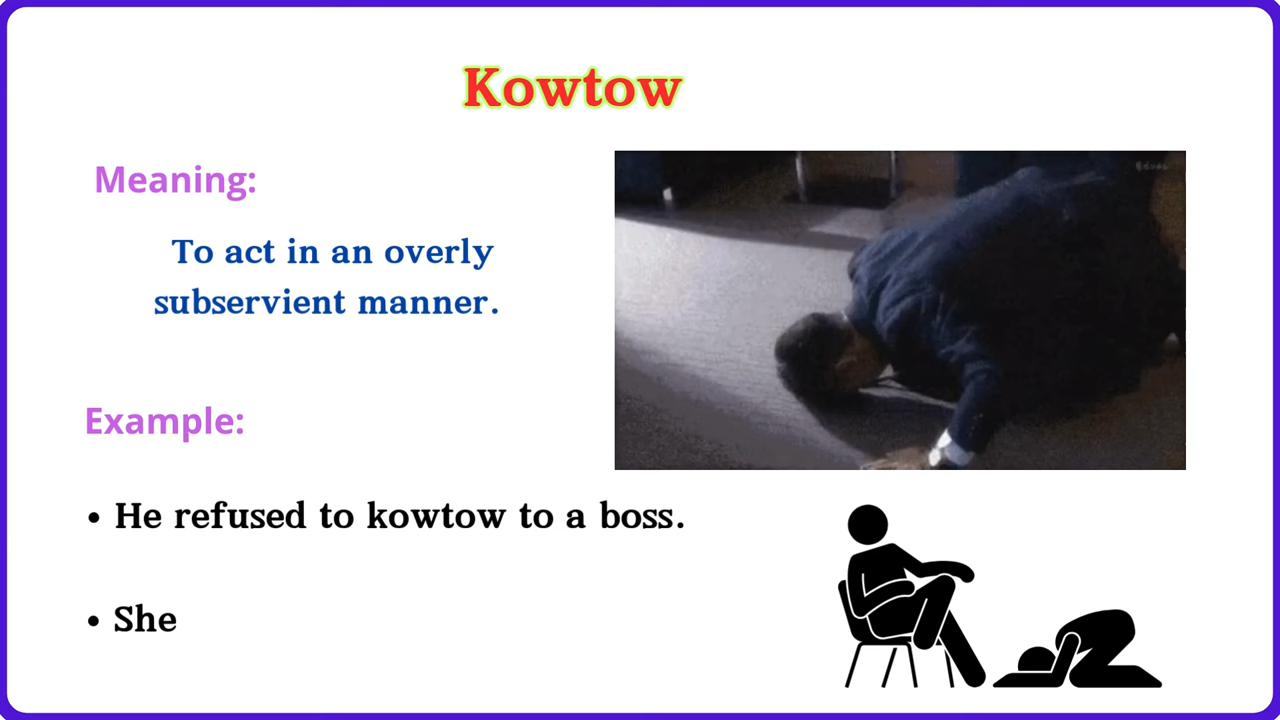 Kowtow
Meaning:
To act in an overly
subservient manner.
Example:
• He refused to kowtow to a boss.
• She